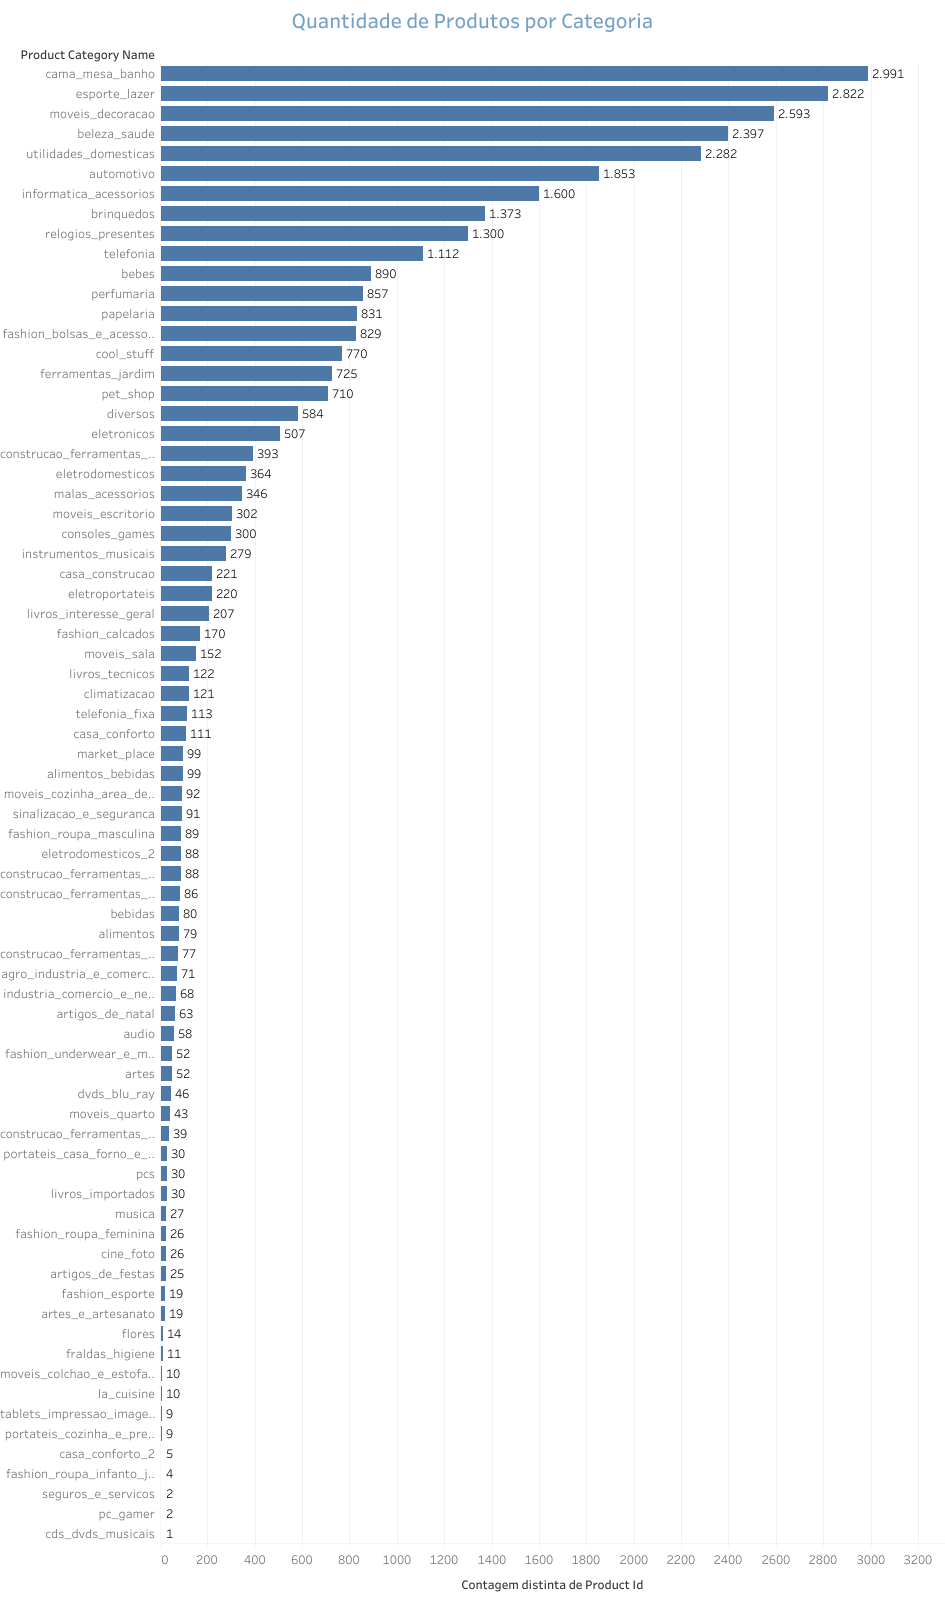 Quantidade de Produtos por Categoria
Product Category Name
cama_mesa_banho 2.991
esporte_lazer 2.822
moveis_decoracao 2.593
beleza_saude 2.397
utilidades_domesticas 2.282
automotivo 1.853
informatica_acessorios 1.600
brinquedos 1.373
relogios_presentes 1.300
telefonia 1.112
bebes 890
perfumaria 857
papelaria 831
fashion_bolsas_e_acesso.. 829
cool_stuff 770
ferramentas_jardim 725
pet_shop 710
diversos 584
eletronicos 507
construcao_ferramentas_.. 393
eletrodomesticos 364
malas_acessorios 346
moveis_escritorio 302
consoles_games 300
instrumentos_musicais 279
casa_construcao 221
eletroportateis 220
livros_interesse_geral 207
fashion_calcados 170
moveis_sala 152
livros_tecnicos 122
climatizacao 121
telefonia_fixa 113
casa_conforto 111
market_place 99
alimentos_bebidas 99
moveis_cozinha_area_de.. 92
sinalizacao_e_seguranca 91
fashion_roupa_masculina 89
eletrodomesticos_2 88
construcao_ferramentas_.. 88
construcao_ferramentas_.. 86
bebidas 80
alimentos 79
construcao_ferramentas_.. 77
agro_industria_e_comerc.. 71
industria_comercio_e_ne.. 68
artigos_de_natal 63
audio 58
fashion_underwear_e_m.. 52
artes 52
dvds_blu_ray 46
moveis_quarto 43
construcao_ferramentas_.. 39
portateis_casa_forno_e_.. 30
pcs 30
livros_importados 30
musica 27
fashion_roupa_feminina 26
cine_foto 26
artigos_de_festas 25
fashion_esporte 19
artes_e_artesanato 19
flores 14
fraldas_higiene 11
moveis_colchao_e_estofa.. 10
la_cuisine 10
tablets_impressao_image.. 9
portateis_cozinha_e_pre.. 9
casa_conforto_2 5
fashion_roupa_infanto_j.. 4
seguros_e_servicos 2
pc_gamer 2
cds_dvds_musicais 1
0 200 400 600 800 1000 1200 1400 1600 1800 2000 2200 2400 2600 2800 3000 3200
Contagem distinta de Product Id